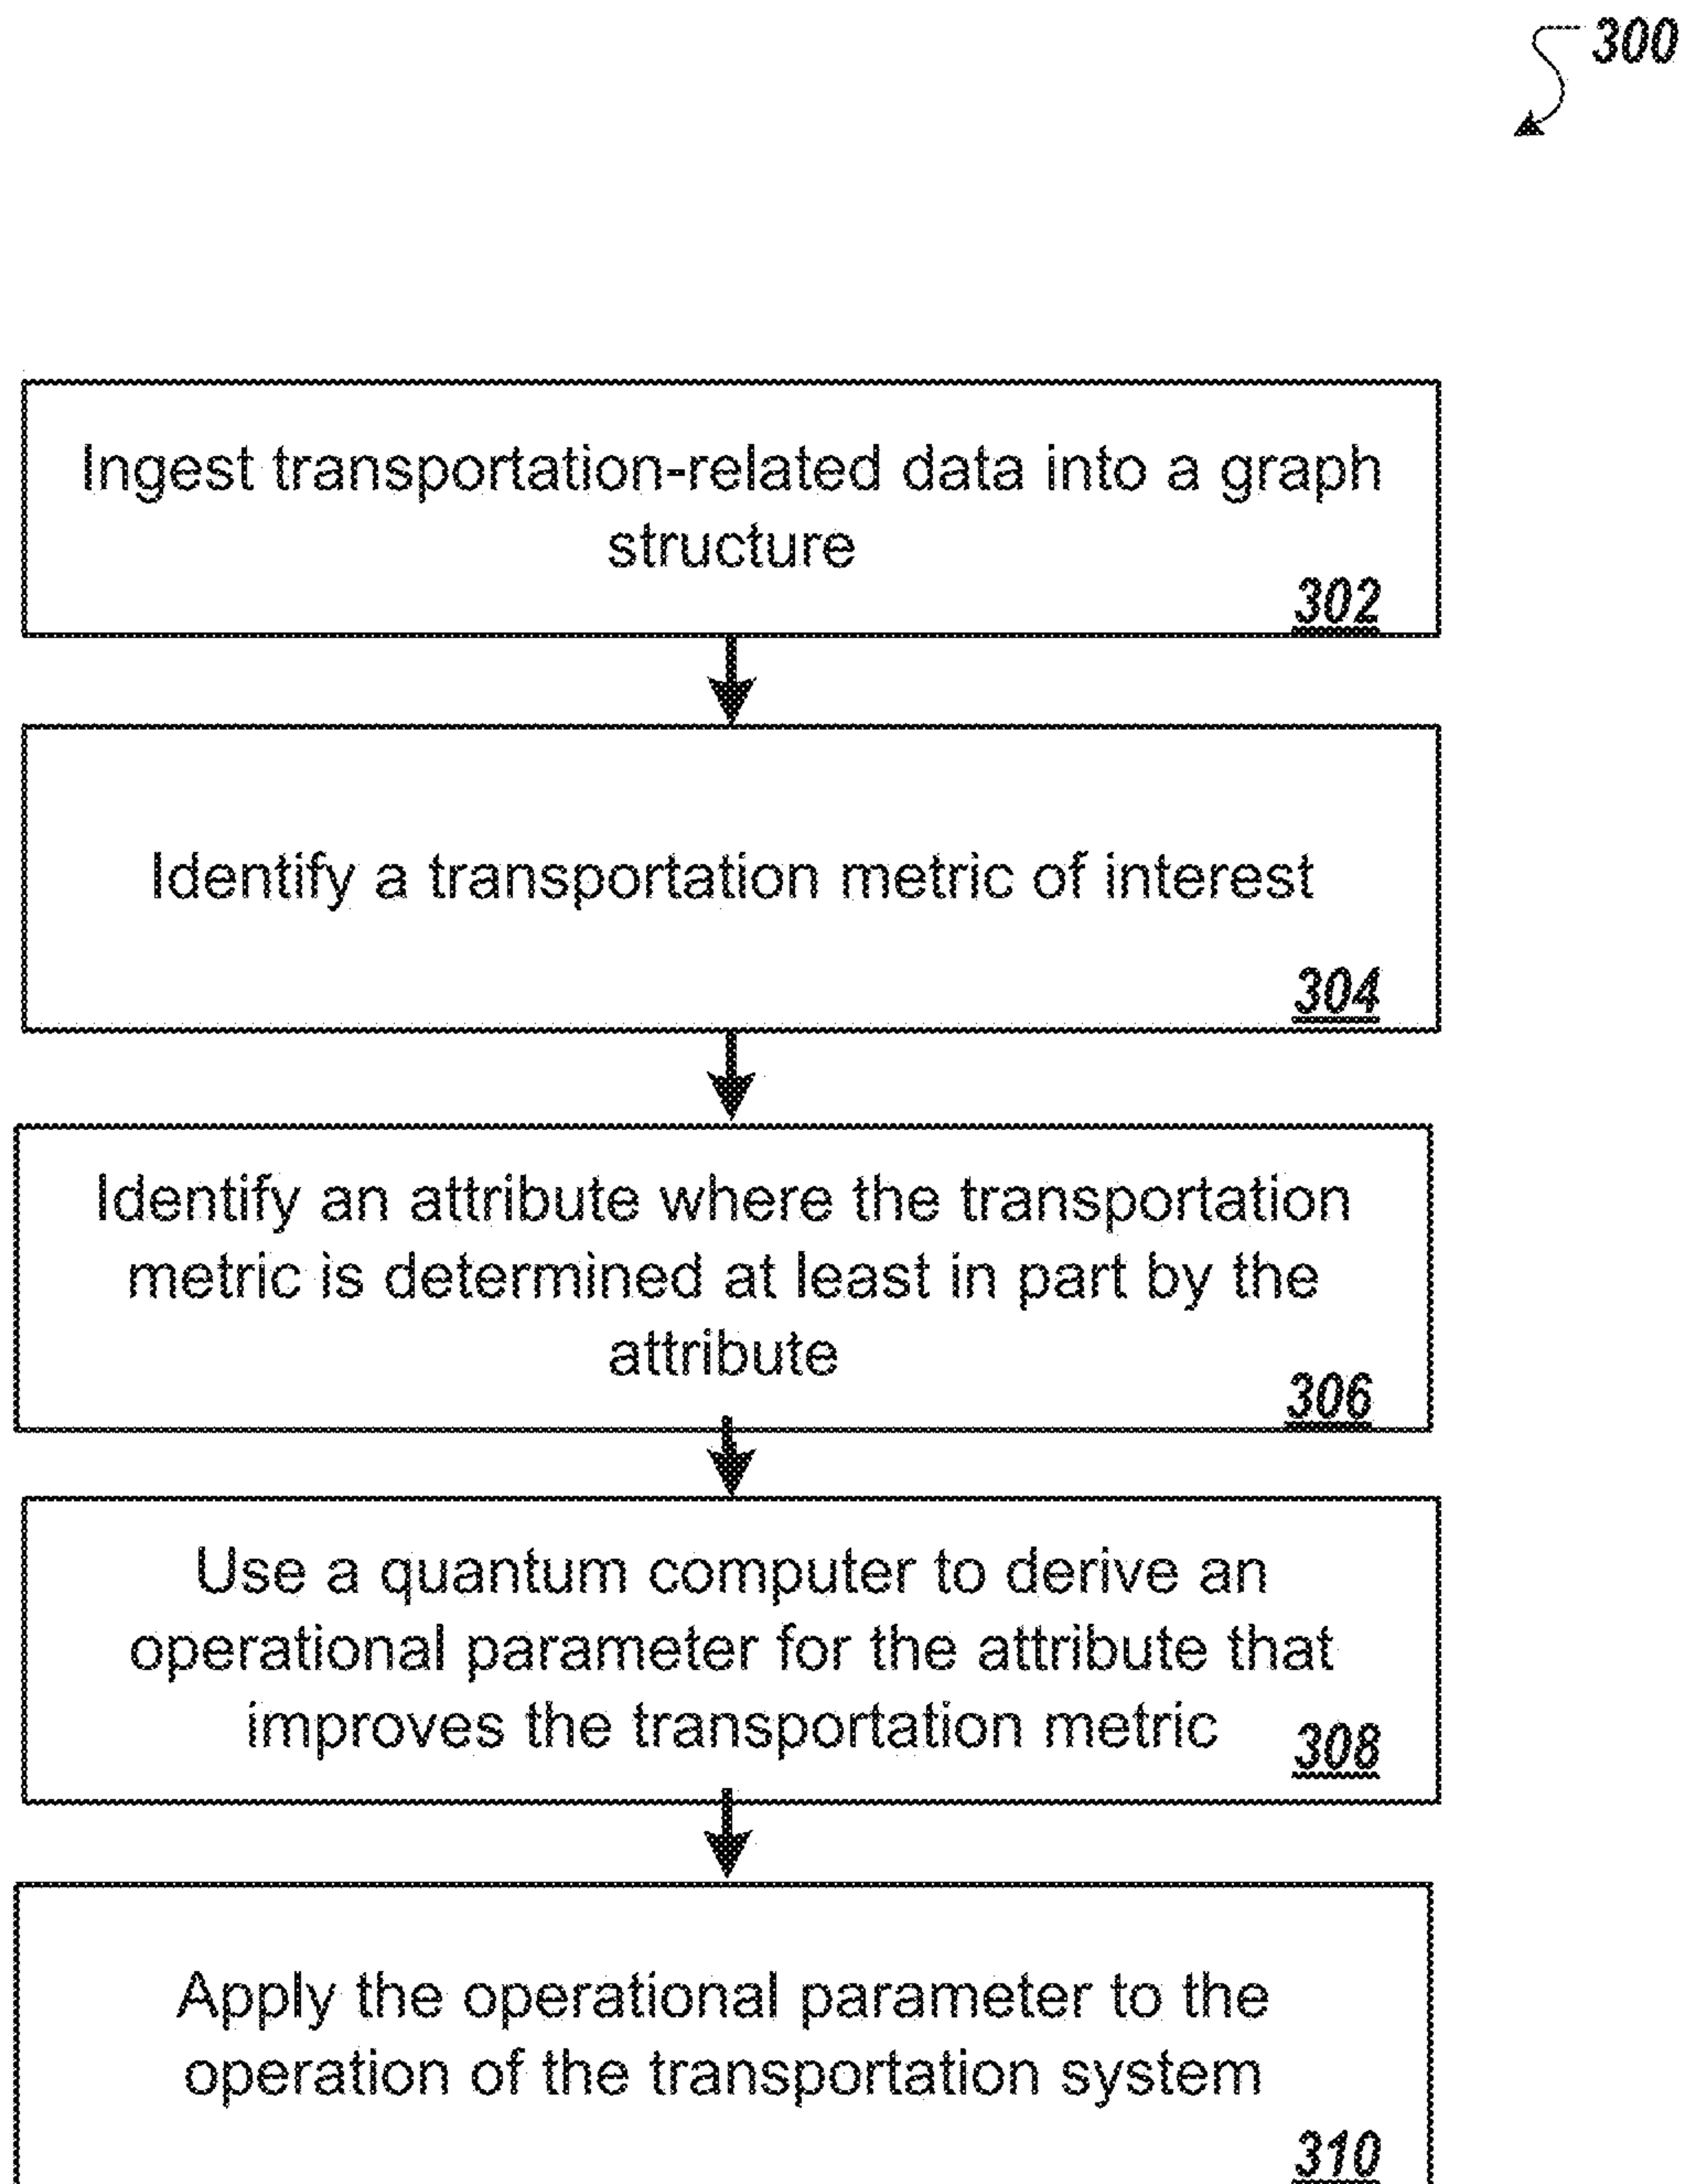 300
Ingest transportation-related data into a graph
structure
302
Identify a transportation metric of interest
304
Identify an attribute where the transportation
metric is determined at least in part by the
attribute
306
Use a quantum computer to derive an
operational parameter for the attribute that
improves the transportation metric
308
Apply the operational parameter to the
operation of the transportation system
310